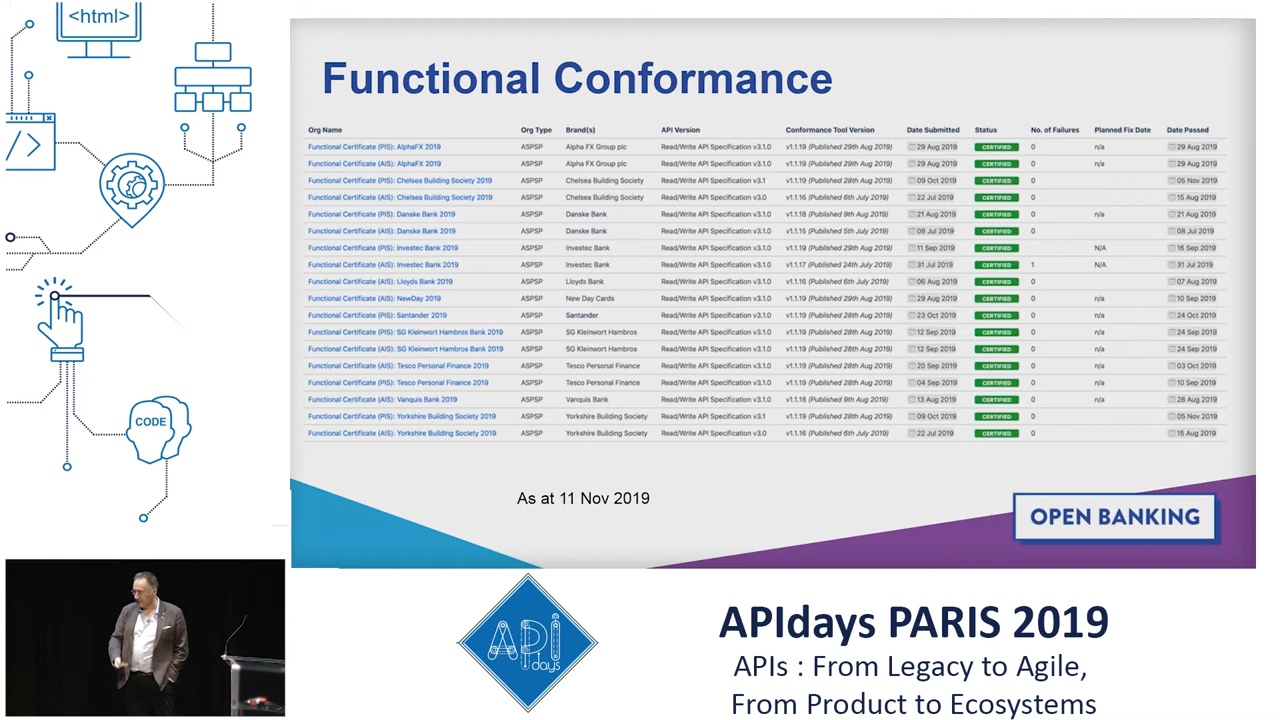 <html>
</>
CODE
Functional Conformance
Org Name Org Type Brand(s) API Version Conformance Tool Version Date Submitted Status No. of Failures Planned Fix Date Date Passed
Functional Certificate (PIS): AlphaFX 2019 ASPSP Alpha FX Group plc Read/Write API Specification v3.1.0 v1.1.19 (Published 29th Aug 2019) 29 Aug 2019 CERTIFIED 0 n/a 29 Aug 2019
Functional Certificate (AIS): AlphaFX 2019 ASPSP Alpha FX Group plc Read/Write API Specification v3.1.0 v1.1.19 (Published 29th Aug 2019) 29 Aug 2019 CERTIFIED 0 n/a 29 Aug 2019
Functional Certificate (PIS): Chelsea Building Society 2019 ASPSP Chelsea Building Society Read/Write API Specification v3.1 v1.1.19 (Published 28th Aug 2019) 09 Oct 2019 CERTIFIED 0 05 Nov 2019
Functional Certificate (AIS): Chelsea Building Society 2019 ASPSP Chelsea Building Society Read/Write API Specification v3.0 v1.1.16 (Published 6th July 2019) 22 Jul 2019 CERTIFIED 0 15 Aug 2019
Functional Certificate (PIS): Danske Bank 2019 ASPSP Danske Bank Read/Write API Specification v3.1.0 v1.1.18 (Published 9th Aug 2019) 21 Aug 2019 CERTIFIED 0 n/a 21 Aug 2019
Functional Certificate (AIS): Danske Bank 2019 ASPSP Danske Bank Read/Write API Specification v3.1.0 v1.1.15 (Published 5th July 2019) 08 Jul 2019 CERTIFIED 0 08 Jul 2019
Functional Certificate (PIS): Investec Bank 2019 ASPSP Investec Bank Read/Write API Specification v3.1.0 v1.1.19 (Published 29th Aug 2019) 11 Sep 2019 CERTIFIED N/A 16 Sep 2019
Functional Certificate (AIS): Investec Bank 2019 ASPSP Investec Bank Read/Write API Specification v3.1.0 v1.1.17 (Published 24th July 2019) 31 Jul 2019 CERTIFIED 1 N/A 31 Jul 2019
Functional Certificate (AIS): Lloyds Bank 2019 ASPSP Lloyds Bank Read/Write API Specification v3.1.0 v1.1.16 (Published 6th July 2019) 06 Aug 2019 CERTIFIED 0 07 Aug 2019
Functional Certificate (AIS): NewDay 2019 ASPSP New Day Cards Read/Write API Specification v3.1.0 v1.1.19 (Published 29th Aug 2019) 29 Aug 2019 CERTIFIED 0 n/a 10 Sep 2019
Functional Certificate (PIS): Santander 2019 ASPSP Santander Read/Write API Specification v3.1.0 v1.1.19 (Published 28th Aug 2019) 23 Oct 2019 CERTIFIED 0 n/a 24 Oct 2019
Functional Certificate (PIS): SG Kleinwort Hambros Bank 2019 ASPSP SG Kleinwort Hambros Read/Write API Specification v3.1.0 v1.1.19 (Published 28th Aug 2019) 12 Sep 2019 CERTIFIED 0 n/a 24 Sep 2019
Functional Certificate (AIS): SG Kleinwort Hambros Bank 2019 ASPSP SG Kleinwort Hambros Read/Write API Specification v3.1.0 v1.1.19 (Published 28th Aug 2019) 12 Sep 2019 CERTIFIED 0 n/a 24 Sep 2019
Functional Certificate (AIS): Tesco Personal Finance 2019 ASPSP Tesco Personal Finance Read/Write API Specification v3.1.0 v1.1.19 (Published 28th Aug 2019) 20 Sep 2019 CERTIFIED 0 n/a 03 Oct 2019
Functional Certificate (PIS): Tesco Personal Finance 2019 ASPSP Tesco Personal Finance Read/Write API Specification v3.1.0 v1.1.19 (Published 28th Aug 2019) 04 Sep 2019 CERTIFIED 0 n/a 10 Sep 2019
Functional Certificate (AIS): Vanquis Bank 2019 ASPSP Vanquis Bank Read/Write API Specification v3.1.0 v1.1.18 (Published 9th Aug 2019) 13 Aug 2019 CERTIFIED 0 n/a 28 Aug 2019
Functional Certificate (PIS): Yorkshire Building Society 2019 ASPSP Yorkshire Building Society Read/Write API Specification v3.1 v1.1.19 (Published 28th Aug 2019) 09 Oct 2019 CERTIFIED 0 05 Nov 2019
Functional Certificate (AIS): Yorkshire Building Society 2019 ASPSP Yorkshire Building Society Read/Write API Specification v3.0 v1.1.16 (Published 6th July 2019) 22 Jul 2019 CERTIFIED 0 15 Aug 2019
As at 11 Nov 2019
OPEN BANKING
API
days
APIdays PARIS 2019
APIs : From Legacy to Agile,
From Product to Ecosystems